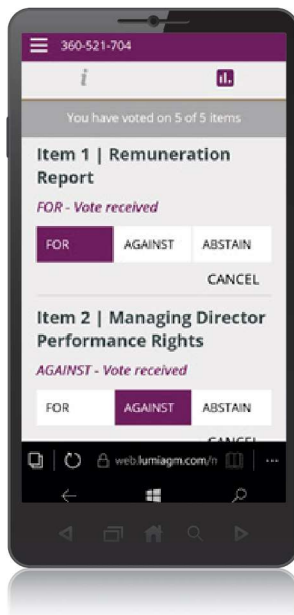 360-521-704
i
You have voted on 5 of 5 items
Item 1 | Remuneration
Report
FOR - Vote received
FOR AGAINST ABSTAIN
CANCEL
Item 2 | Managing Director
Performance Rights
AGAINST - Vote received
FOR AGAINST ABSTAIN
CANCEL
web.lumiagm.com/